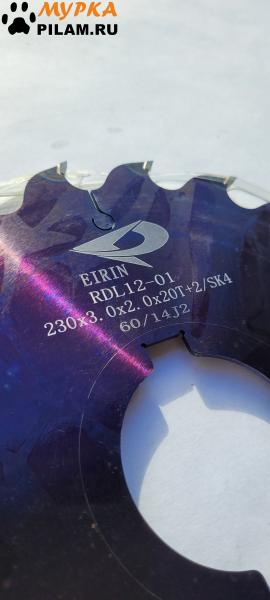 МУРКА
PILAM.RU
EIRIN
RDL12-01
230x3.0x2.0x20T+2/SK4
60/14J2